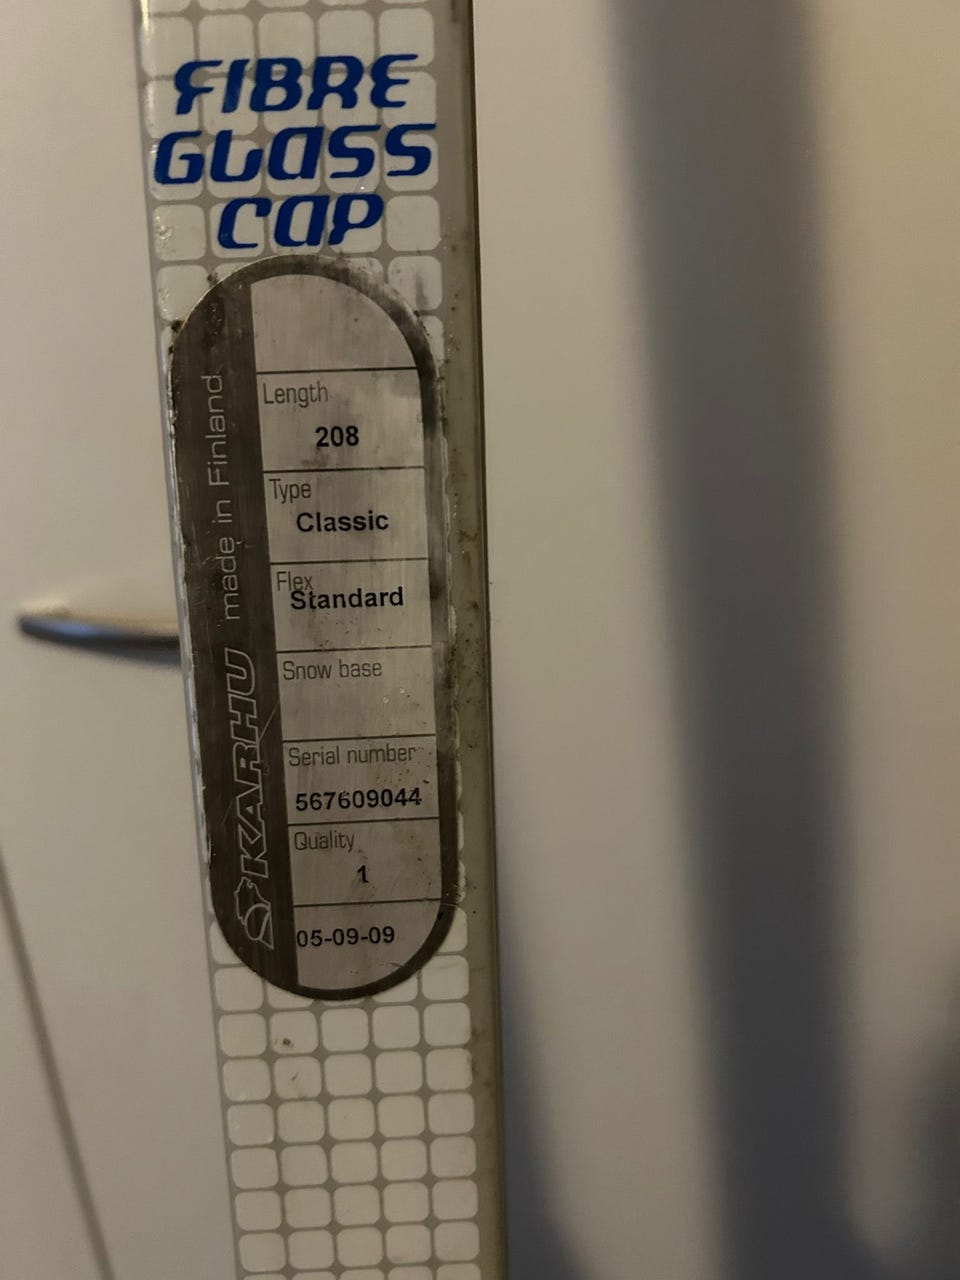 FIBRE
GLASS
CAP
Length
208
Type
Classic
Flex
Standard
Snow base
Serial number
567609044
Quality
1
05-09-09
KARHU made in Finland